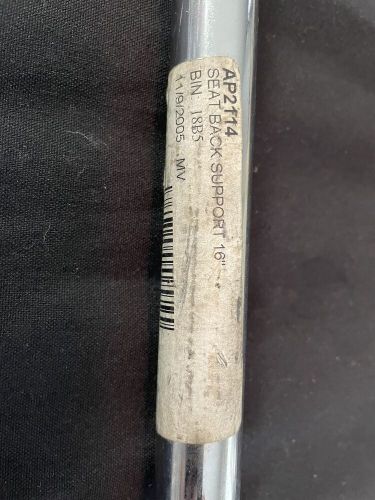 AP2114
SEAT BACK SUPPORT 16"
BIN: 18B5
11/9/2005 MV